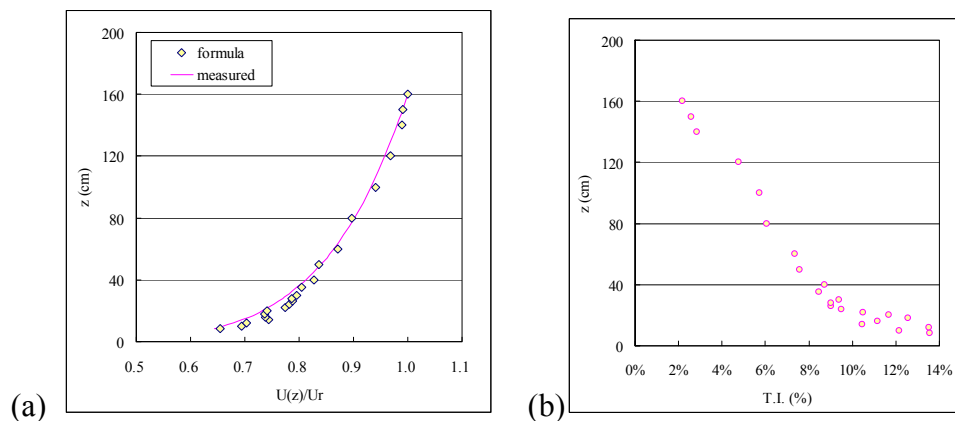 200
formula
measured
160
120
z (cm)
80
40
0
0.5 0.6 0.7 0.8 0.9 1.0 1.1
U(z)/Ur
(a)
200
160
120
z (cm)
80
40
0
0% 2% 4% 6% 8% 10% 12% 14%
T.I. (%)
(b)